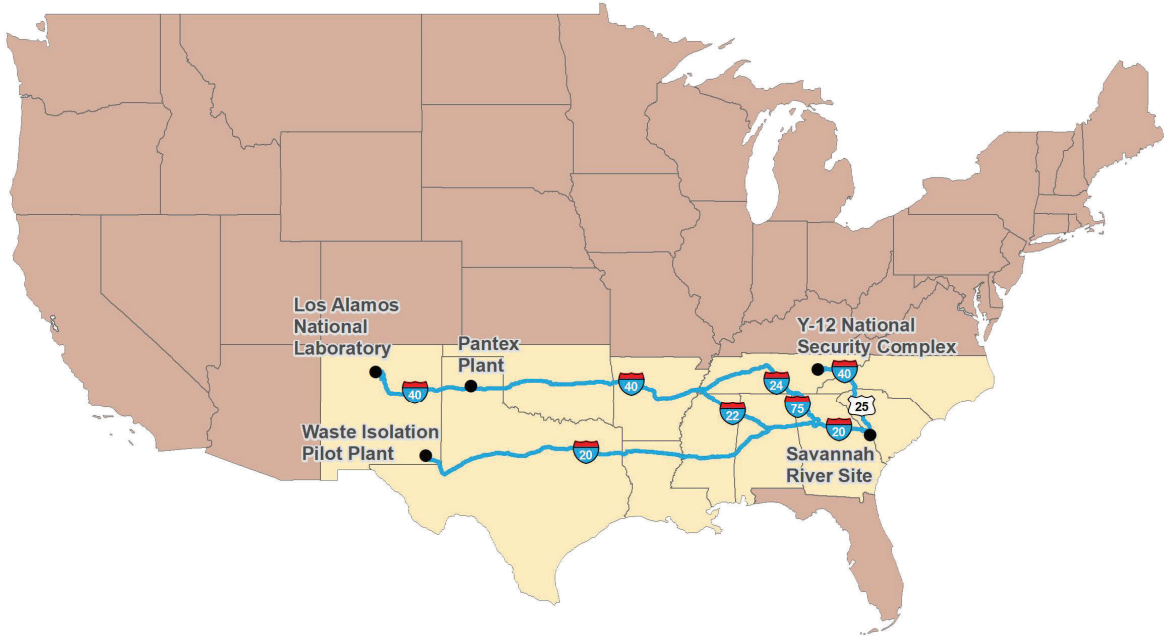 Los Alamos
National
Laboratory
Pantex
Plant
Y-12 National
Security Complex
40
40
24
40
75
22
25
20
20
Waste Isolation
Pilot Plant
Savannah
River Site